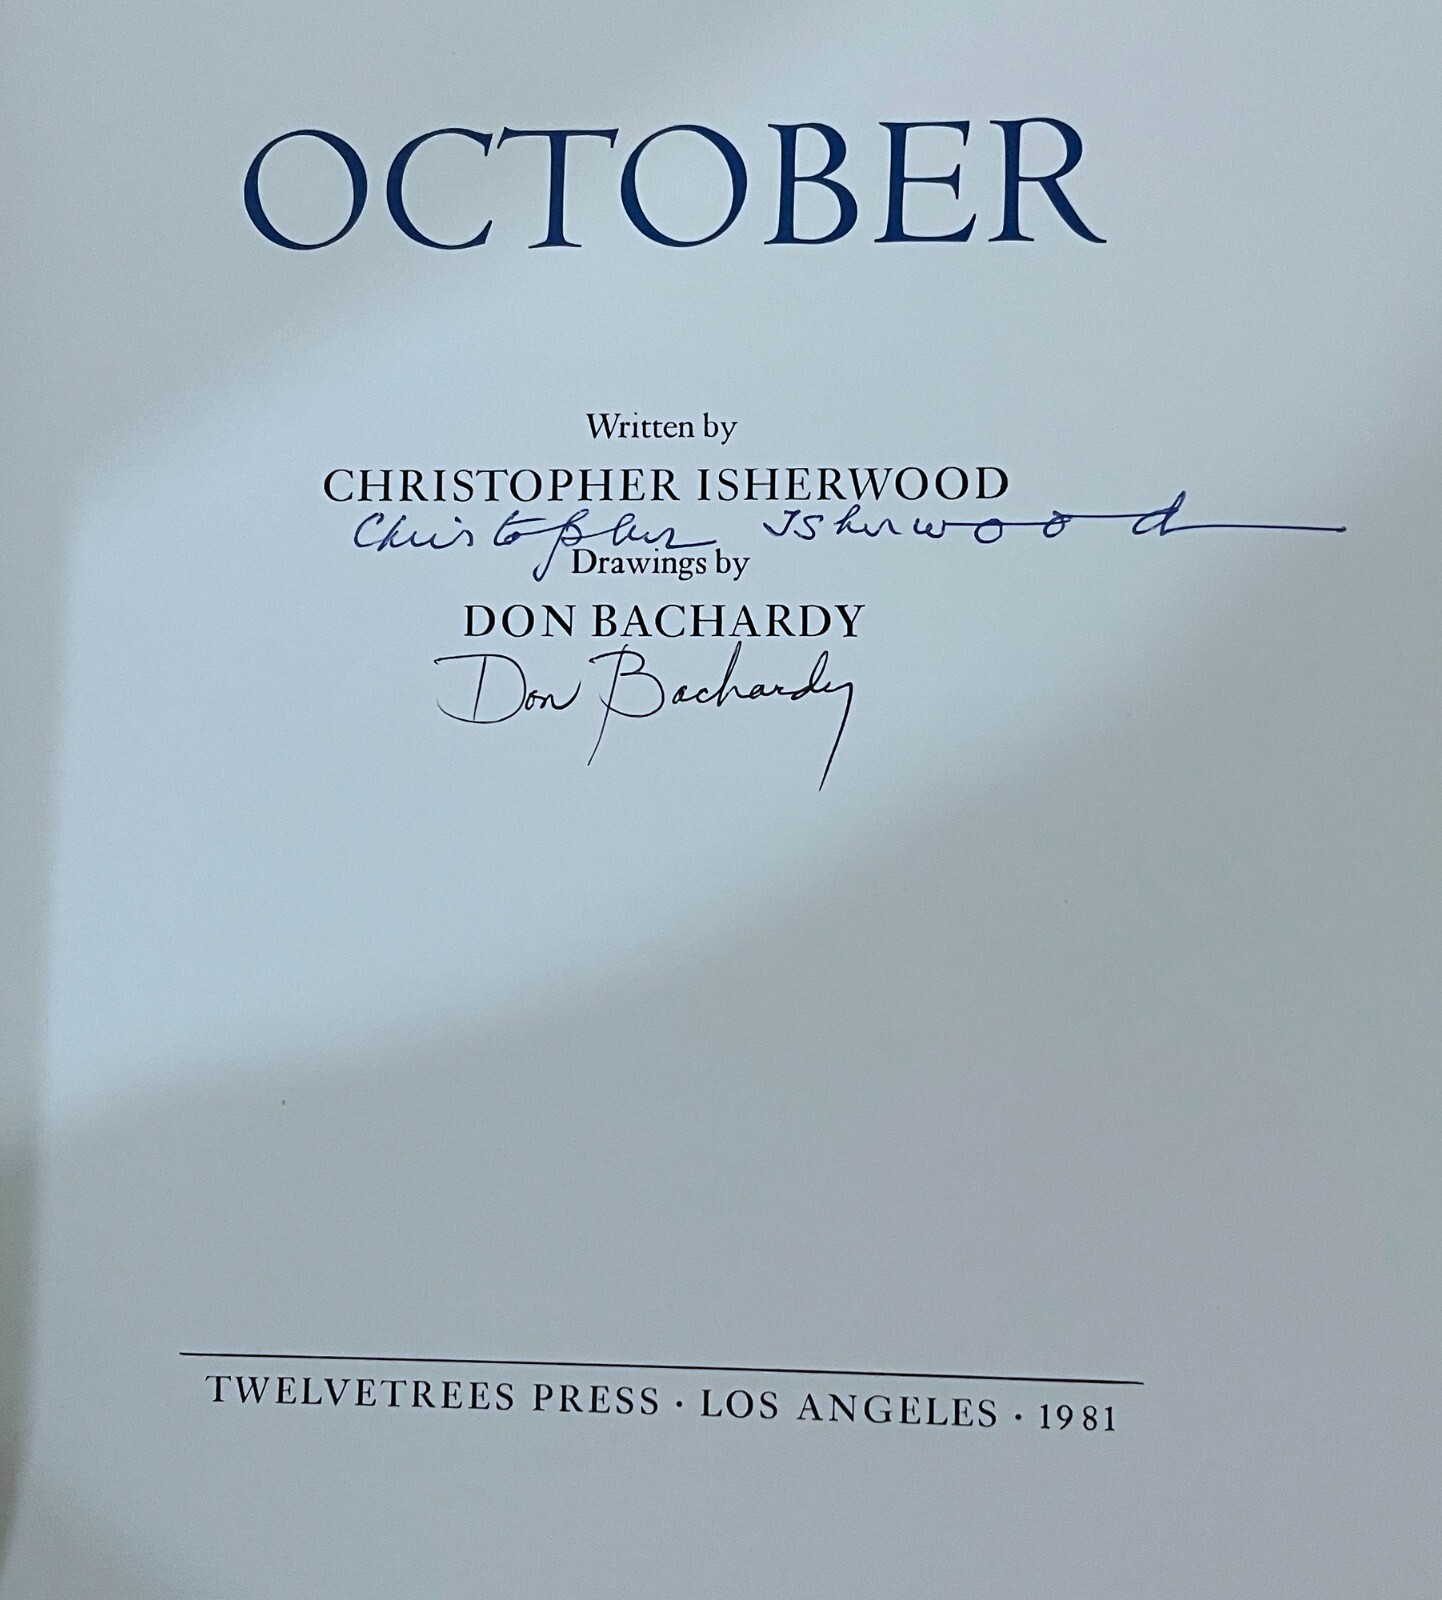 OCTOBER
Written by
CHRISTOPHER ISHERWOOD
Christopher Isherwood
Drawings by
DON BACHARDY
Don Bachardy
TWELVETREES PRESS · LOS ANGELES · 1981